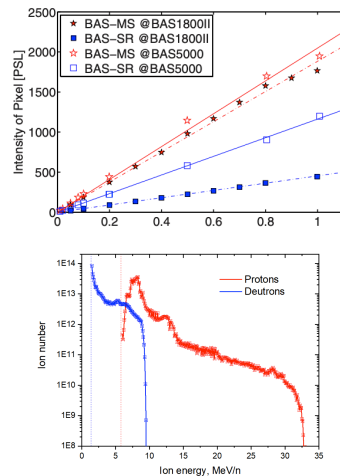 2500
2000
1500
1000
500
0
Intensity of Pixel [PSL]
BAS-MS @BAS1800II
BAS-SR @BAS1800II
BAS-MS @BAS5000
BAS-SR @BAS5000
0 0.2 0.4 0.6 0.8 1
1E14
1E13
1E12
1E11
1E10
1E9
1E8
Ion number
Protons
Deutrons
0 5 10 15 20 25 30 35
Ion energy, MeV/n